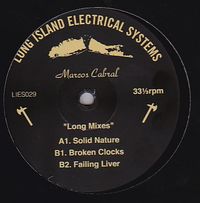 LONG ISLAND ELECTRICAL SYSTEMS
Marcos Cabral
LIES029
33⅓rpm
"Long Mixes"
A1. Solid Nature
B1. Broken Clocks
B2. Failing Liver